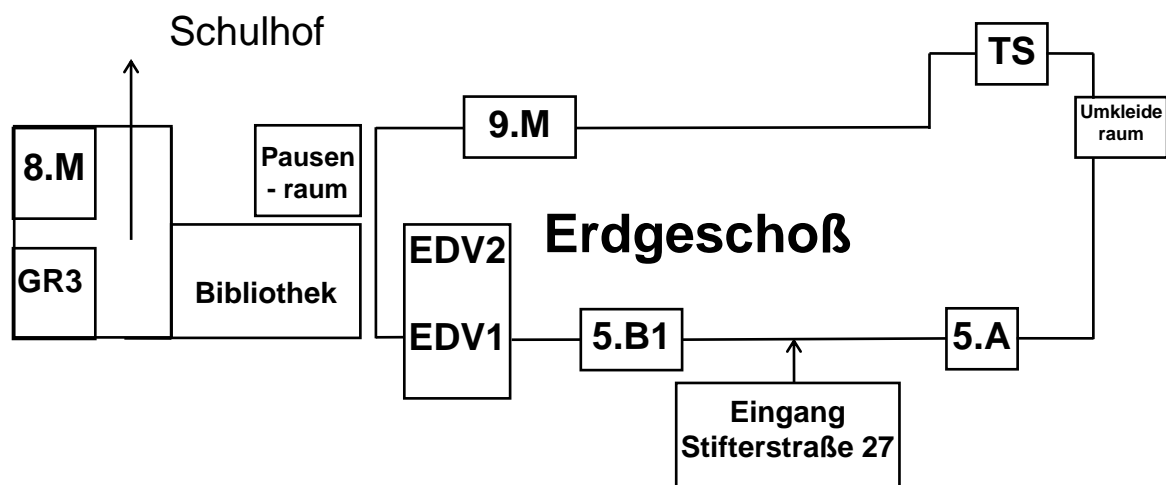 Schulhof
TS
9.M
Umkleide
raum
8.M
Pausen
- raum
Erdgeschoß
EDV2
GR3
Bibliothek
EDV1
5.B1
5.A
Eingang
Stifterstraße 27